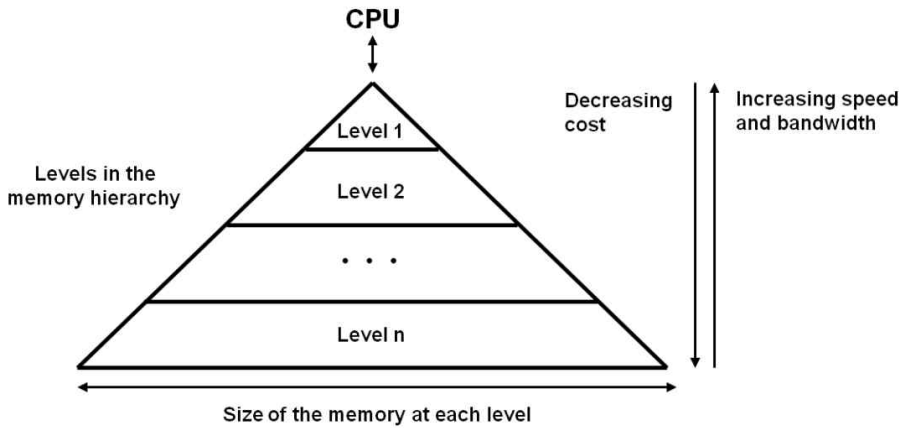 CPU
Decreasing
cost
Increasing speed
and bandwidth
Level 1
Levels in the
memory hierarchy
Level 2
. . .
Level n
Size of the memory at each level